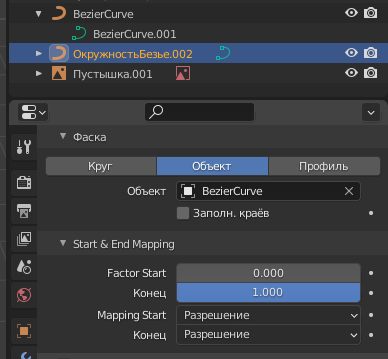 BezierCurve
BezierCurve.001
ОкружностьБезье.002
Пустышка.001
Фаска
Круг Объект Профиль
Объект BezierCurve
Заполн. краёв
Start & End Mapping
Factor Start 0.000
Конец 1.000
Mapping Start Разрешение
Конец Разрешение